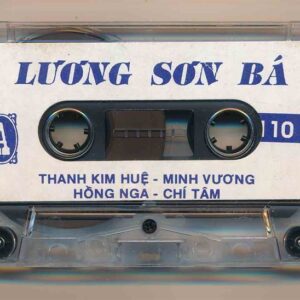 LƯƠNG SƠN BÁ
A
110
THANH KIM HUỆ - MINH VƯƠNG
HỒNG NGA - CHÍ TÂM